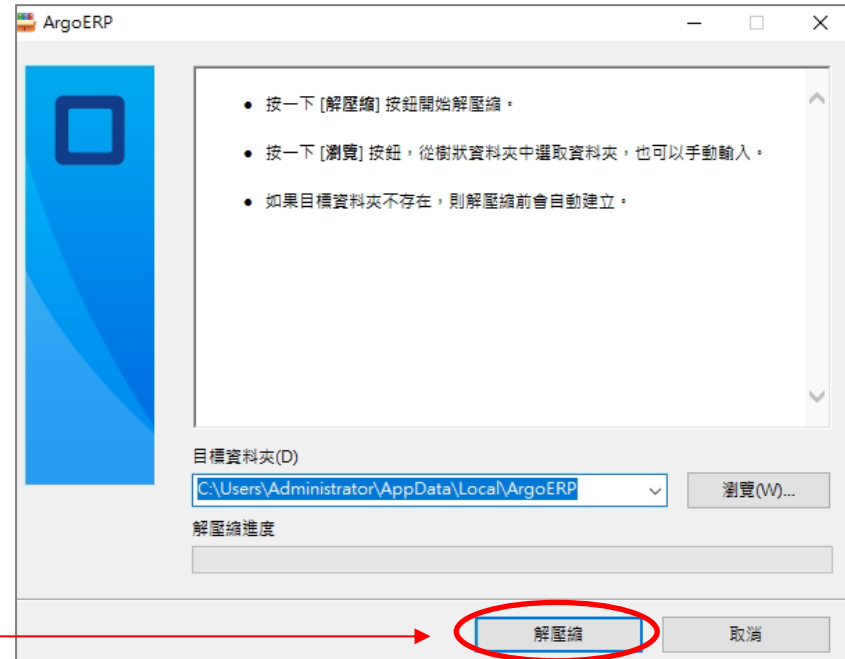 ArgoERP
● 按一下 [解壓縮] 按鈕開始解壓縮。
● 按一下 [瀏覽] 按鈕，從樹狀資料夾中選取資料夾，也可以手動輸入。
● 如果目標資料夾不存在，則解壓縮前會自動建立。
目標資料夾(D)
C:\Users\Administrator\AppData\Local\ArgoERP
瀏覽(W)...
解壓縮進度
解壓縮
取消